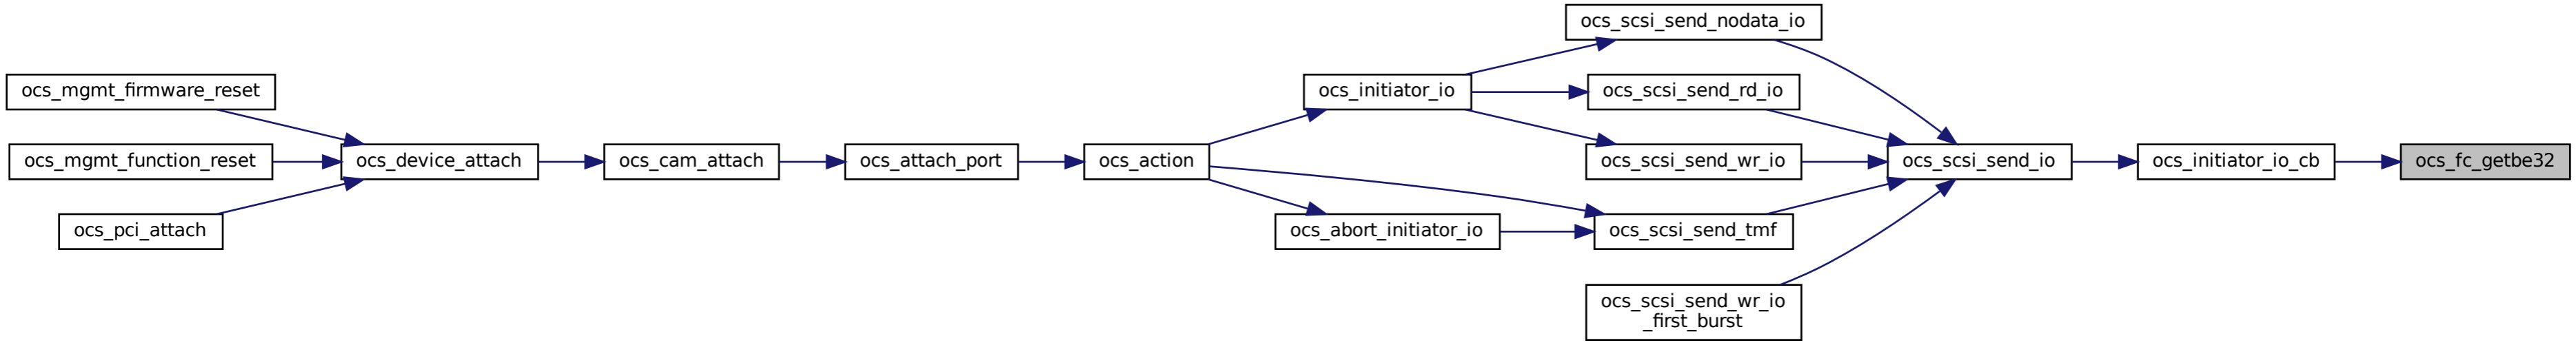 ocs_mgmt_firmware_reset
ocs_mgmt_function_reset
ocs_pci_attach
ocs_device_attach
ocs_cam_attach
ocs_attach_port
ocs_action
ocs_initiator_io
ocs_abort_initiator_io
ocs_scsi_send_nodata_io
ocs_scsi_send_rd_io
ocs_scsi_send_wr_io
ocs_scsi_send_tmf
ocs_scsi_send_wr_io
_first_burst
ocs_scsi_send_io
ocs_initiator_io_cb
ocs_fc_getbe32